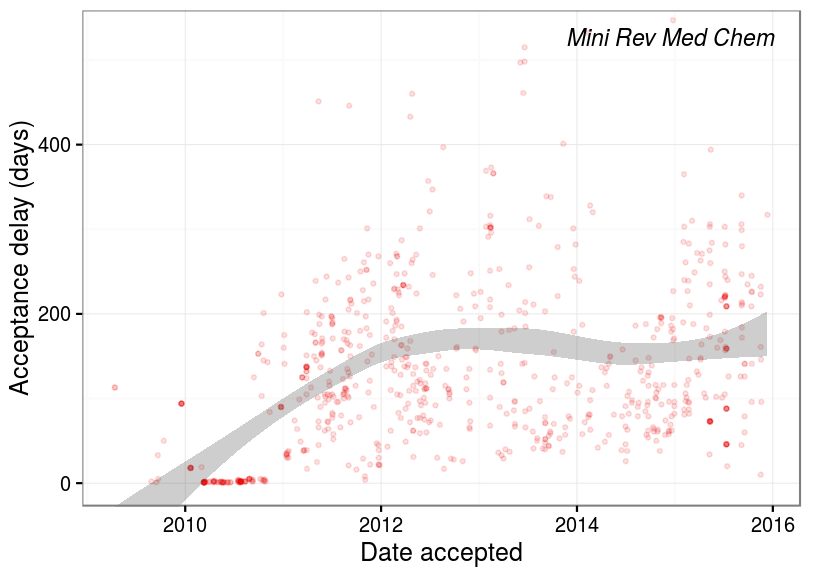 Mini Rev Med Chem
Acceptance delay (days)
400
200
0
2010 2012 2014 2016
Date accepted